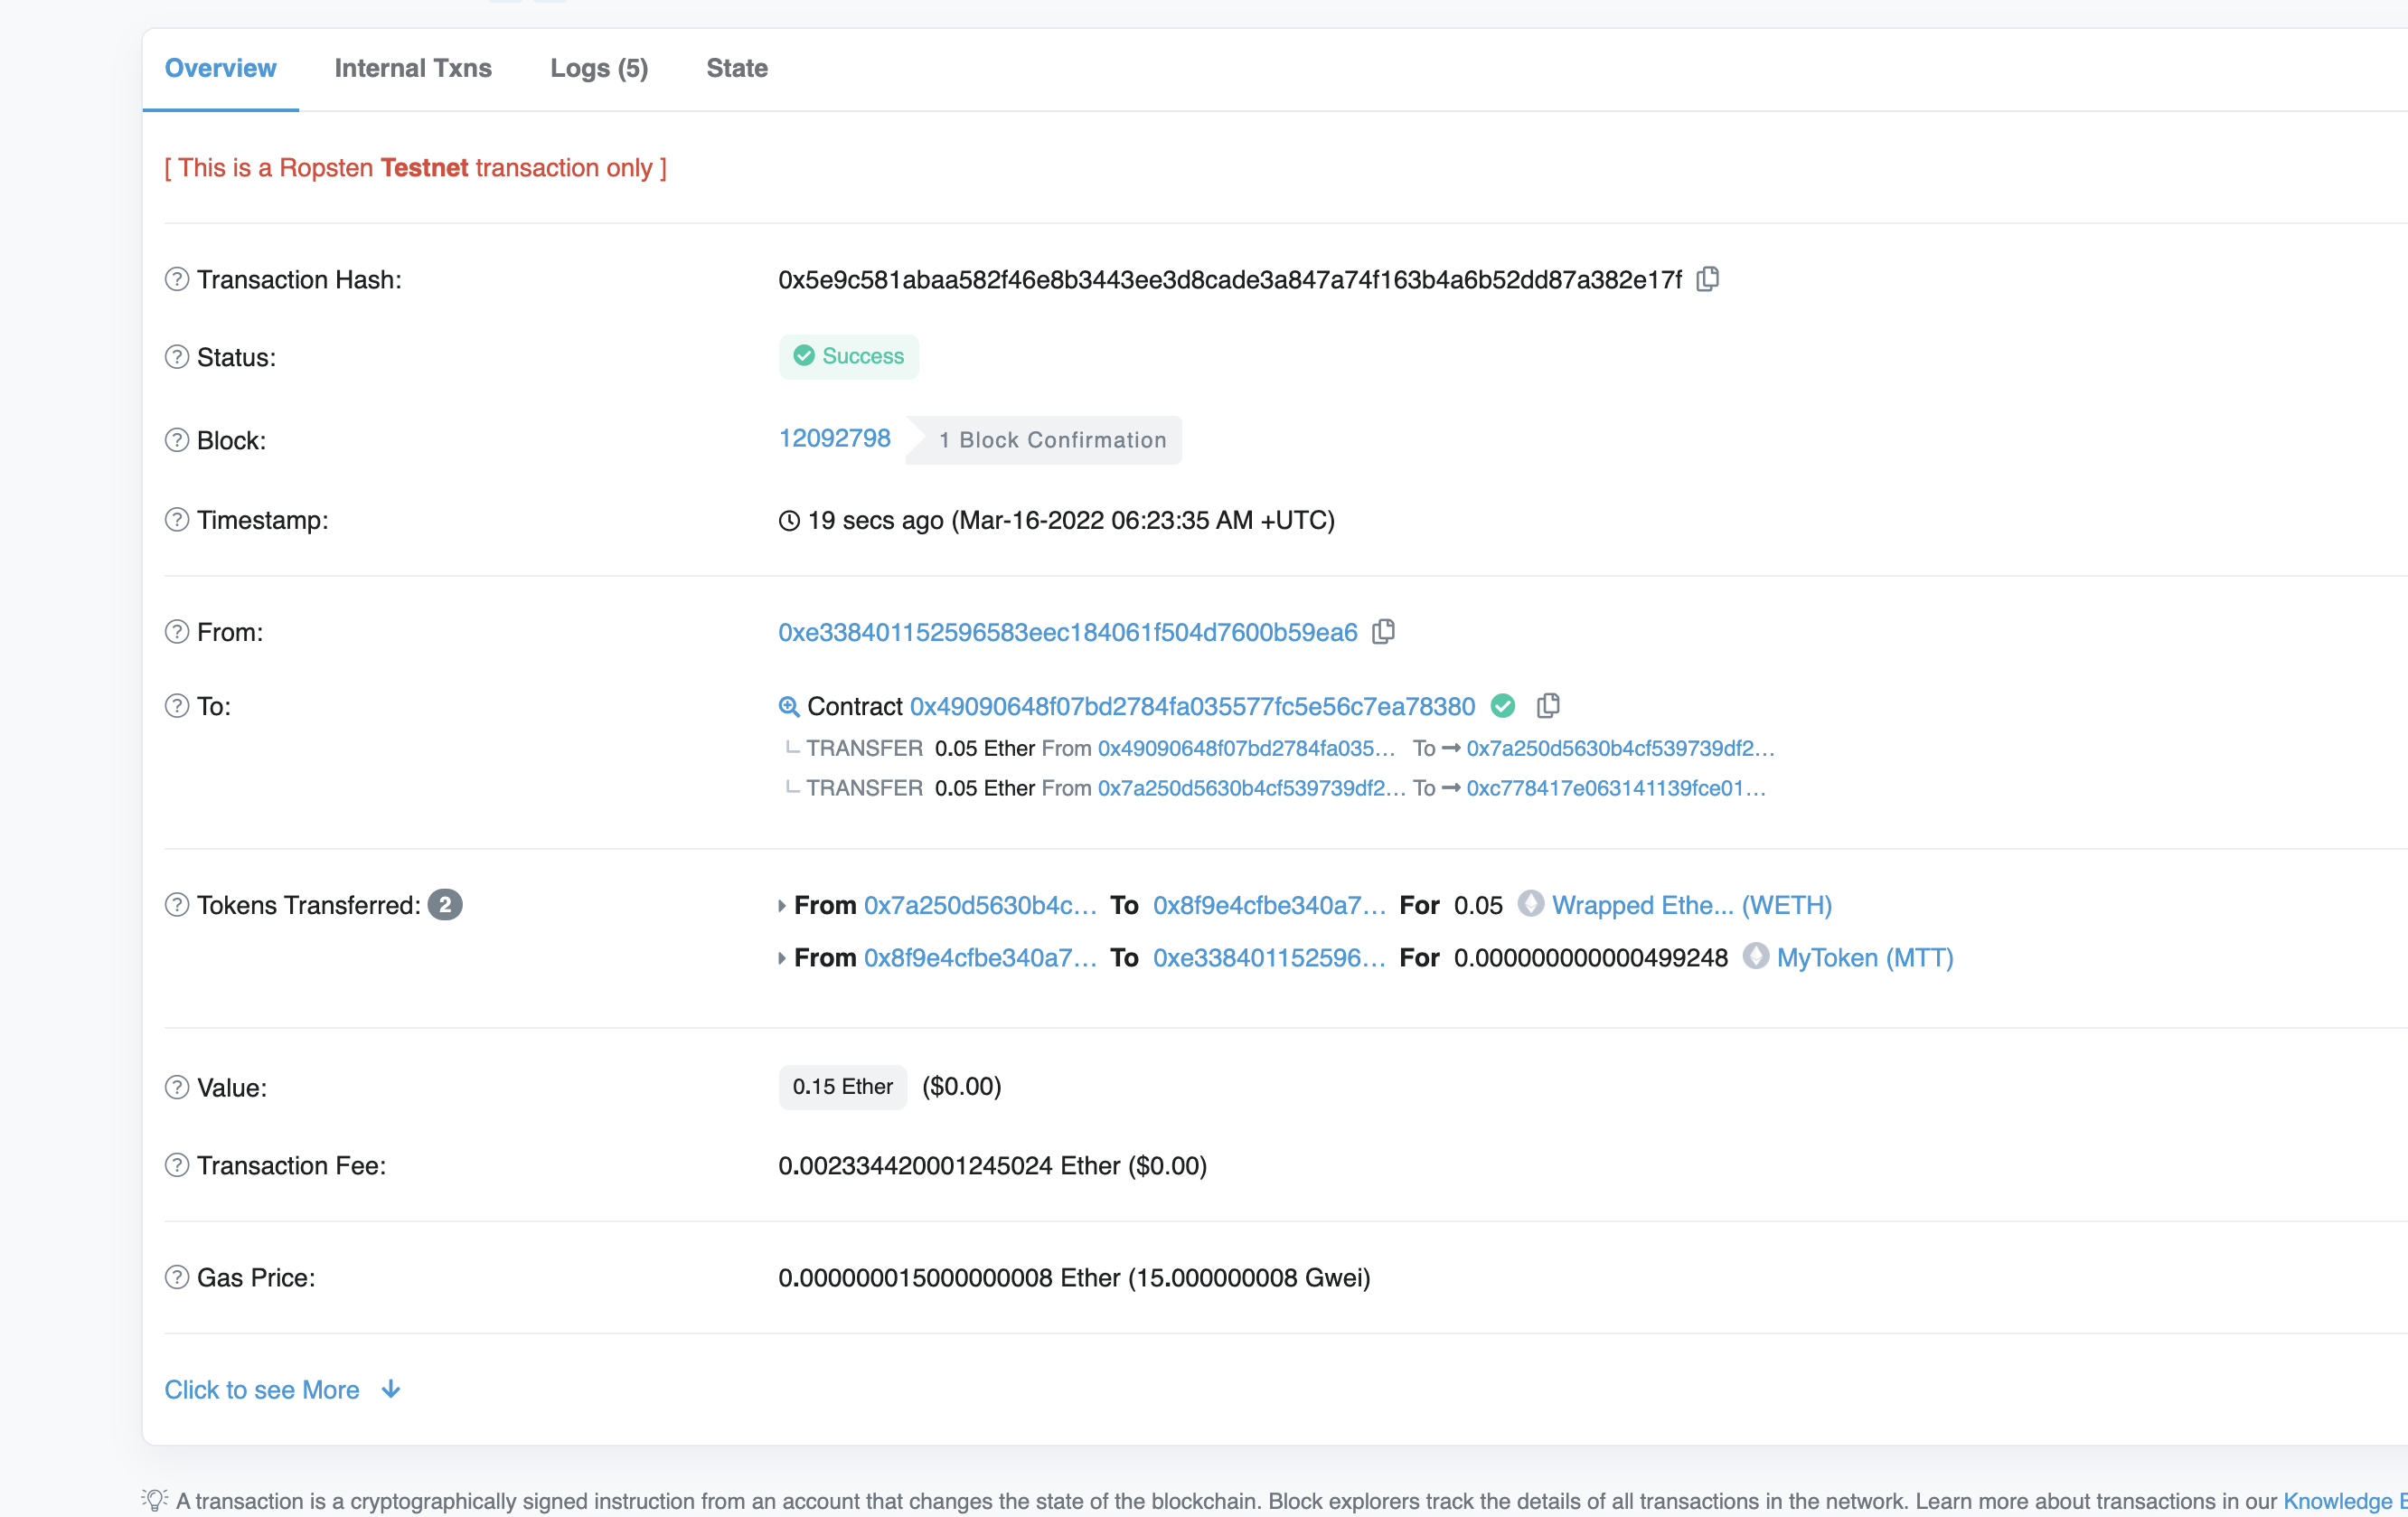 Overview Internal Txns Logs (5) State
[ This is a Ropsten Testnet transaction only ]
Transaction Hash: 0x5e9c581abaa582f46e8b3443ee3d8cade3a847a74f163b4a6b52dd87a382e17f
Status: Success
Block: 12092798 1 Block Confirmation
Timestamp: 19 secs ago (Mar-16-2022 06:23:35 AM +UTC)
From: 0xe338401152596583eec184061f504d7600b59ea6
To: Contract 0x49090648f07bd2784fa035577fc5e56c7ea78380
TRANSFER 0.05 Ether From 0x49090648f07bd2784fa035... To → 0x7a250d5630b4cf539739df2...
TRANSFER 0.05 Ether From 0x7a250d5630b4cf539739df2... To → 0xc778417e063141139fce01...
Tokens Transferred: 2 From 0x7a250d5630b4c... To 0x8f9e4cfbe340a7... For 0.05 Wrapped Ethe... (WETH)
From 0x8f9e4cfbe340a7... To 0xe338401152596... For 0.000000000000499248 MyToken (MTT)
Value: 0.15 Ether ($0.00)
Transaction Fee: 0.002334420001245024 Ether ($0.00)
Gas Price: 0.000000015000000008 Ether (15.000000008 Gwei)
Click to see More ↓
A transaction is a cryptographically signed instruction from an account that changes the state of the blockchain. Block explorers track the details of all transactions in the network. Learn more about transactions in our Knowledge